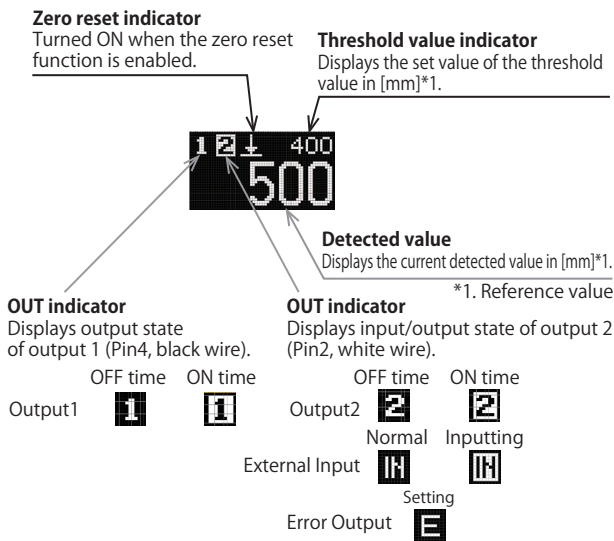 Zero reset indicator
Turned ON when the zero reset
function is enabled.
Threshold value indicator
Displays the set value of the threshold
value in [mm]*1.
1 2 400
500
Detected value
Displays the current detected value in [mm]*1.
*1. Reference value
OUT indicator
Displays output state
of output 1 (Pin4, black wire).
OFF time ON time
Output1 1 1
OUT indicator
Displays input/output state of output 2
(Pin2, white wire).
OFF time ON time
Output2 2 2
Normal Inputting
External Input IN IN
Setting
Error Output E